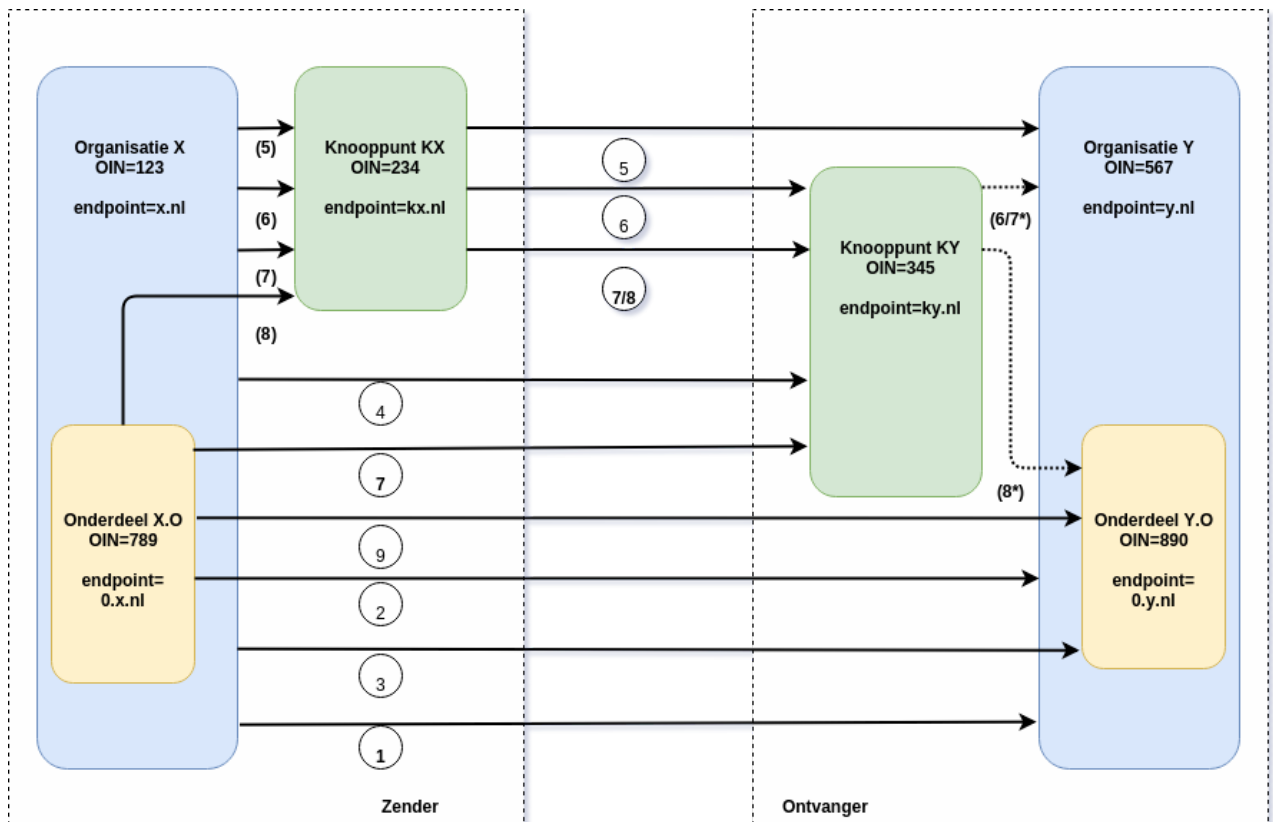 Organisatie X
OIN=123
endpoint=x.nl
(5)
(6)
(7)
(8)
Knooppunt KX
OIN=234
endpoint=kx.nl
5
6
7/8
Knooppunt KY
OIN=345
endpoint=ky.nl
(6/7*)
(8*)
Organisatie Y
OIN=567
endpoint=y.nl
4
7
9
2
3
1
Onderdeel X.O
OIN=789
endpoint=
0.x.nl
Onderdeel Y.O
OIN=890
endpoint=
0.y.nl
Zender
Ontvanger